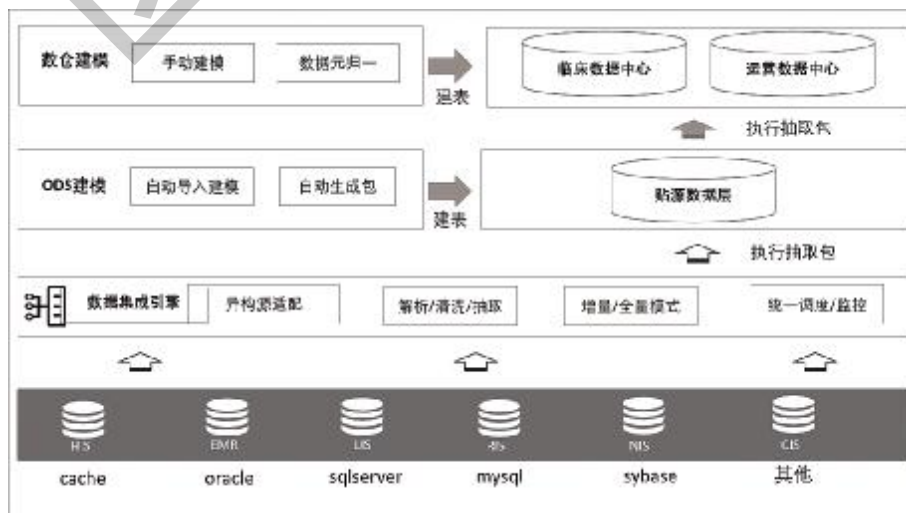 数仓建模 手动建模 数据元归一 临床数据中心 运营数据中心
建表
执行抽取包
ODS建模 自动导入建模 自动生成包 贴源数据层
建表
执行抽取包
数据集成引擎 异构源适配 解析/清洗/抽取 增量/全量模式 统一调度/监控
HIS EMR LIS RIS NIS CIS
cache oracle sqlserver mysql sybase 其他